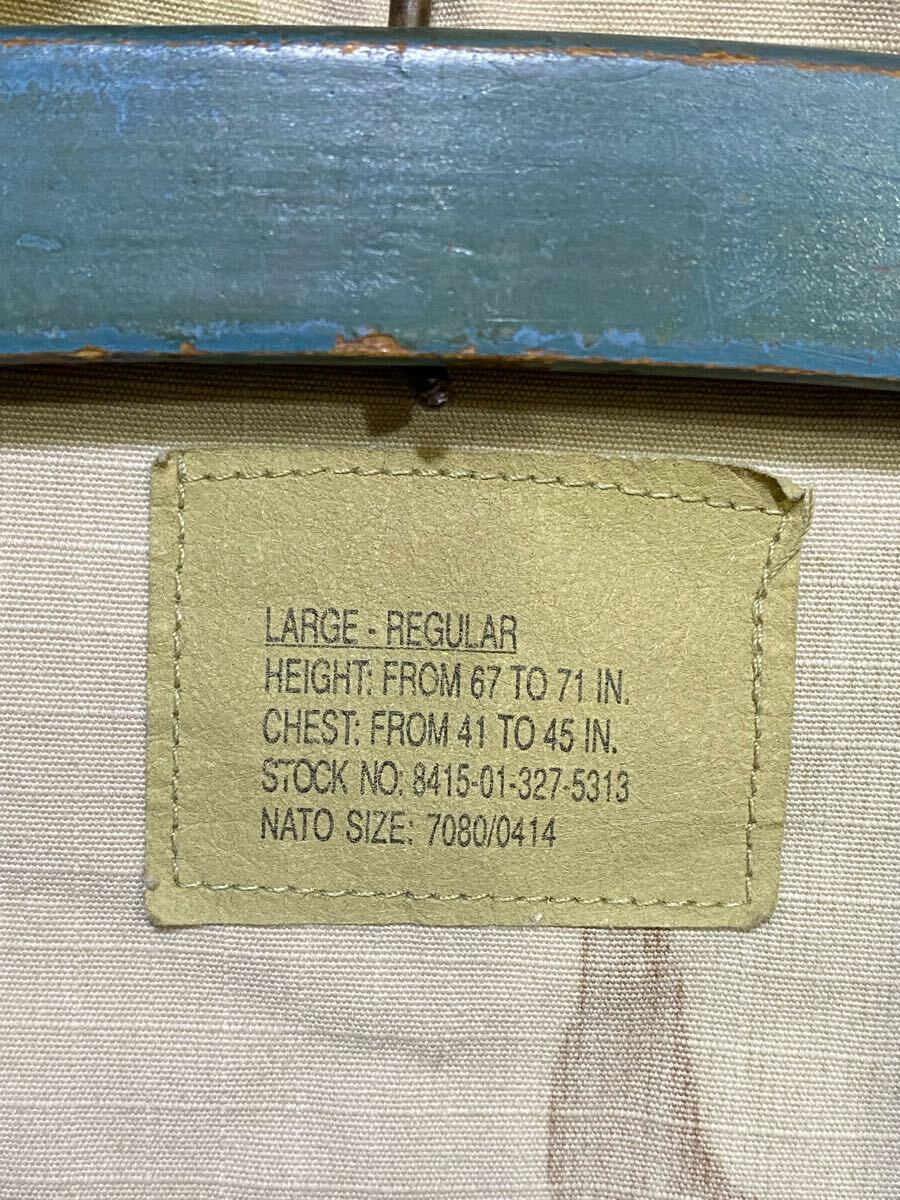 LARGE - REGULAR
HEIGHT: FROM 67 TO 71 IN.
CHEST: FROM 41 TO 45 IN.
STOCK NO: 8415-01-327-5313
NATO SIZE: 7080/0414